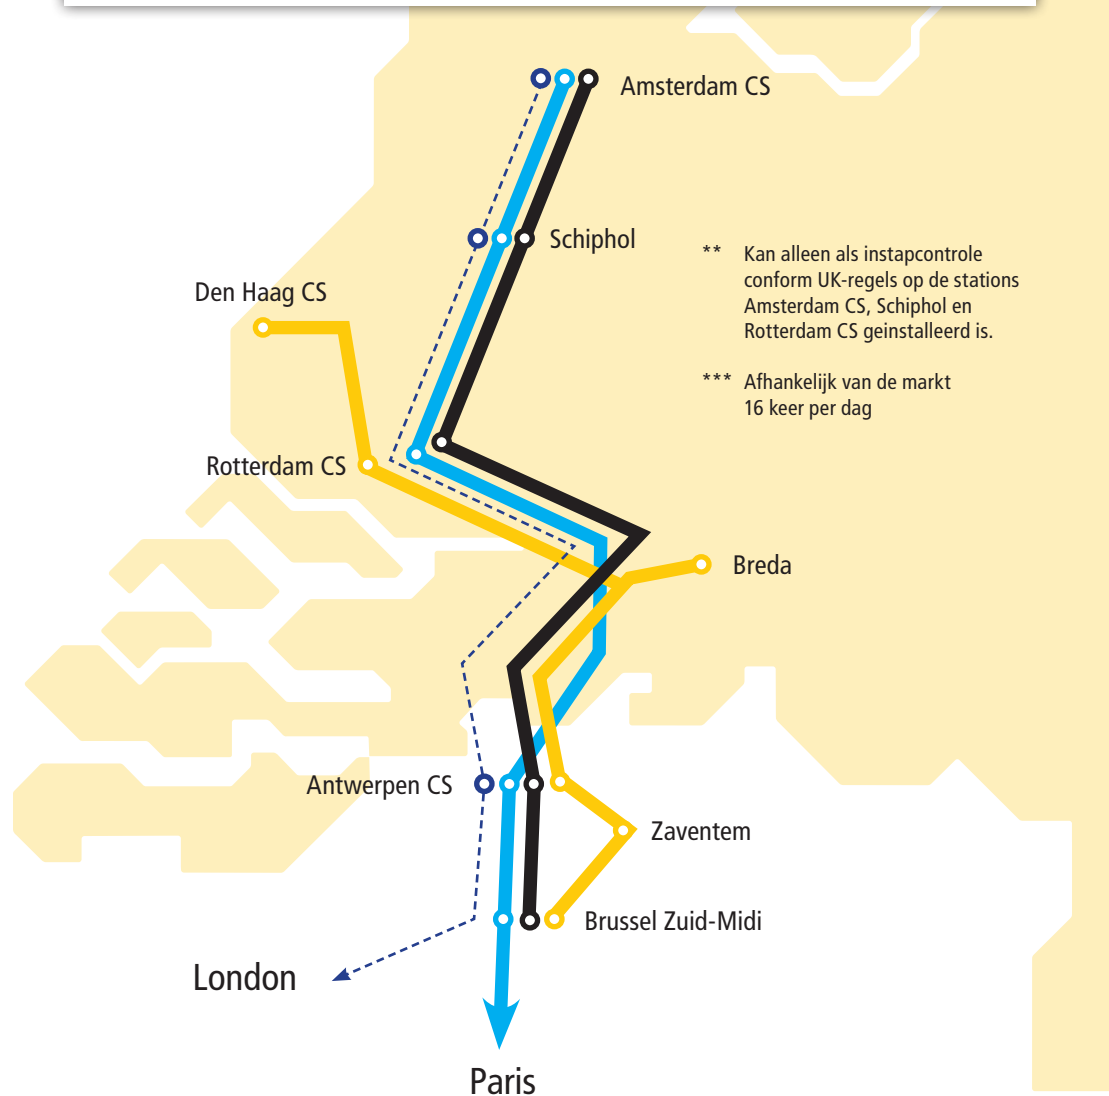 Amsterdam CS
Schiphol
** Kan alleen als instapcontrole
conform UK-regels op de stations
Amsterdam CS, Schiphol en
Rotterdam CS geinstalleerd is.
Den Haag CS
*** Afhankelijk van de markt
16 keer per dag
Rotterdam CS
Breda
Antwerpen CS
Zaventem
Brussel Zuid-Midi
London
Paris